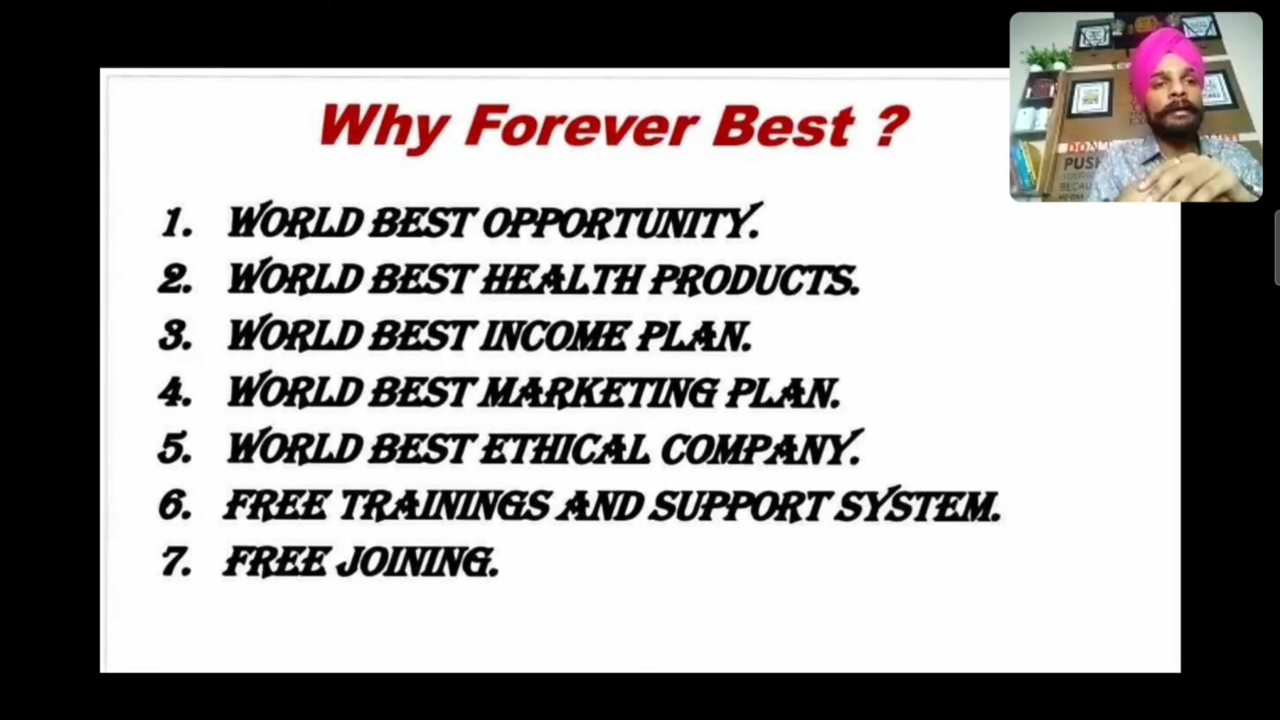 Why Forever Best ?
1. WORLD BEST OPPORTUNITY.
2. WORLD BEST HEALTH PRODUCTS.
3. WORLD BEST INCOME PLAN.
4. WORLD BEST MARKETING PLAN.
5. WORLD BEST ETHICAL COMPANY.
6. FREE TRAININGS AND SUPPORT SYSTEM.
7. FREE JOINING.
PUSH